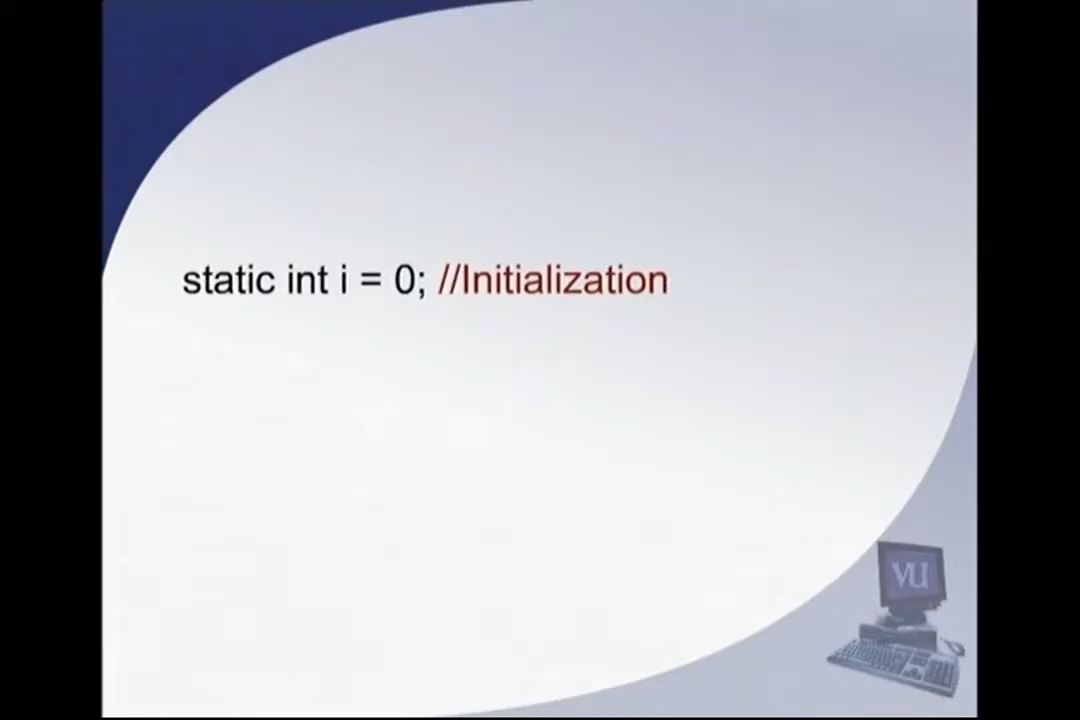 static int i = 0; //Initialization
VU